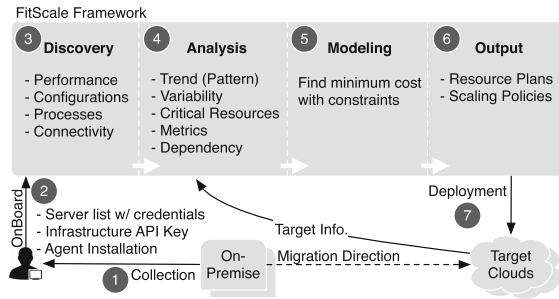 FitScale Framework
3 Discovery
- Performance
- Configurations
- Processes
- Connectivity
4 Analysis
- Trend (Pattern)
- Variability
- Critical Resources
- Metrics
- Dependency
5 Modeling
Find minimum cost
with constraints
6 Output
- Resource Plans
- Scaling Policies
OnBoard
2
- Server list w/ credentials
- Infrastructure API Key
- Agent Installation
1 Collection
On-
Premise
Target Info.
Migration Direction
Deployment
7
Target
Clouds